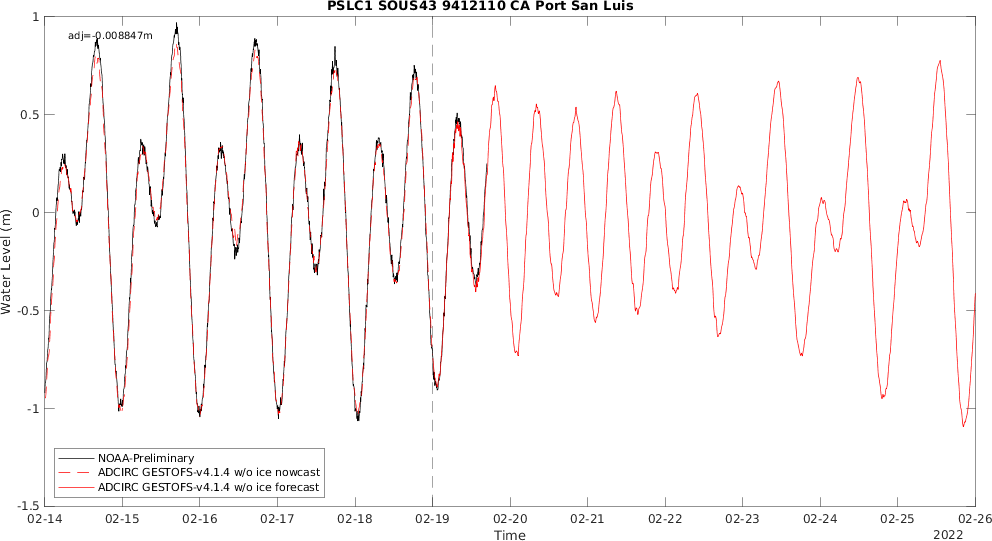 PSLC1 SOUS43 9412110 CA Port San Luis
adj=-0.008847m
1
0.5
0
-0.5
-1
-1.5
Water Level (m)
NOAA-Preliminary
ADCIRC GESTOFS-v4.1.4 w/o ice nowcast
ADCIRC GESTOFS-v4.1.4 w/o ice forecast
02-14 02-15 02-16 02-17 02-18 02-19 02-20 02-21 02-22 02-23 02-24 02-25 02-26
Time
2022